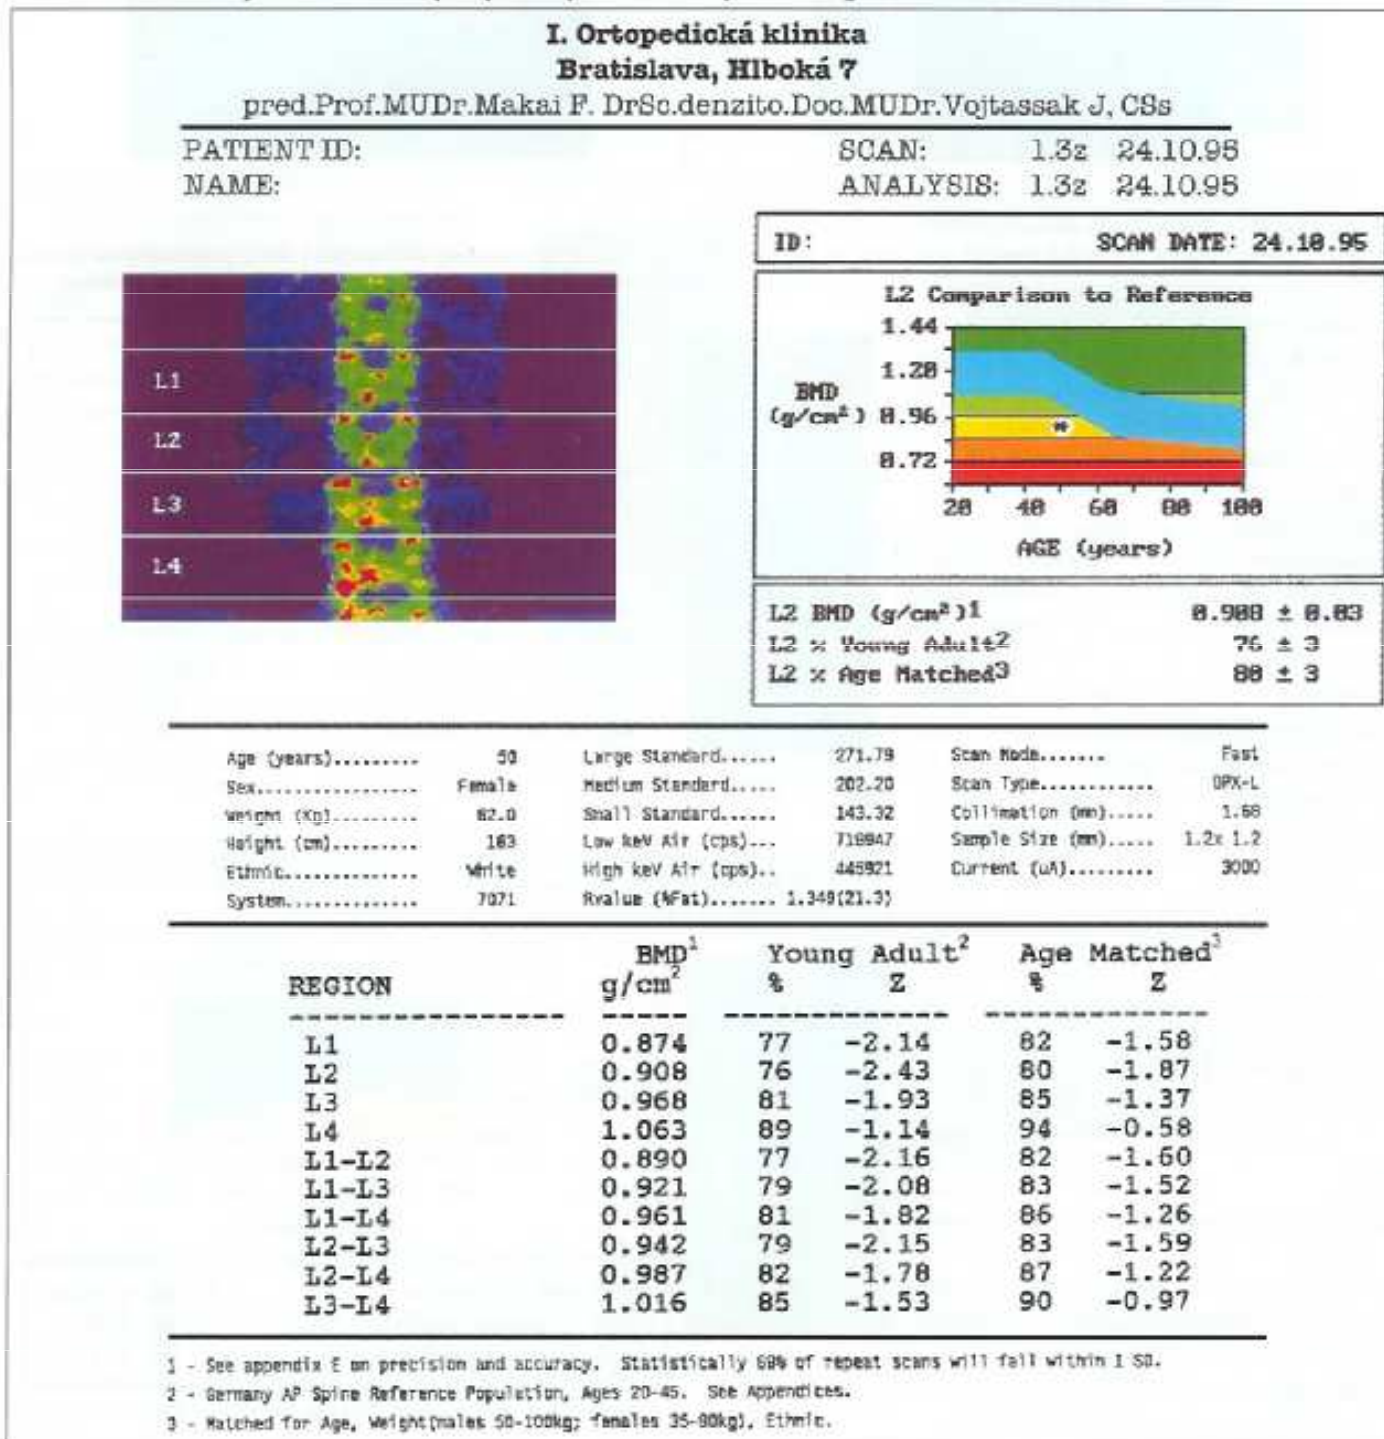 I. Ortopedická klinika
Bratislava, Hlboká 7
pred.Prof.MUDr.Makai F. DrSc.denzito.Doc.MUDr.Vojtassak J, CSs
PATIENT ID: SCAN: 1.3z 24.10.95
NAME: ANALYSIS: 1.3z 24.10.95
ID: SCAN DATE: 24.10.95
L1
L2
L3
L4
L2 Comparison to Reference
BMD
(g/cm²)
1.44
1.20
0.96
0.72
20 40 60 80 100
AGE (years)
L2 BMD (g/cm²)1 0.908 ± 0.03
L2 % Young Adult2 76 ± 3
L2 % Age Matched3 80 ± 3
Age (years)......... 50 Large Standard...... 271.79 Scan Mode....... Fast
Sex................. Female Medium Standard..... 202.20 Scan Type............ DPX-L
Weight (Kg)......... 62.0 Small Standard...... 143.32 Collimation (mm)..... 1.68
Height (cm)......... 163 Low keV Air (cps)... Sample Size (mm)..... 1.2x 1.2
Ethnic.............. White High keV Air (cps).. Current (uA)......... 3000
System.............. 7071 Rvalue (%Fat)....... 1.349(21.3)
BMD1 Young Adult2 Age Matched3
REGION g/cm2 % Z % Z
L1 0.874 77 -2.14 82 -1.58
L2 0.908 76 -2.43 80 -1.87
L3 0.968 81 -1.93 85 -1.37
L4 1.063 89 -1.14 94 -0.58
L1-L2 0.890 77 -2.16 82 -1.60
L1-L3 0.921 79 -2.08 83 -1.52
L1-L4 0.961 81 -1.82 86 -1.26
L2-L3 0.942 79 -2.15 83 -1.59
L2-L4 0.987 82 -1.78 87 -1.22
L3-L4 1.016 85 -1.53 90 -0.97
1 - See appendix E on precision and accuracy. Statistically 68% of repeat scans will fall within 1 SD.
2 - Germany AP Spine Reference Population, Ages 20-45. See Appendices.
3 - Matched for Age, Weight(males 50-100kg; females 35-80kg), Ethnic.